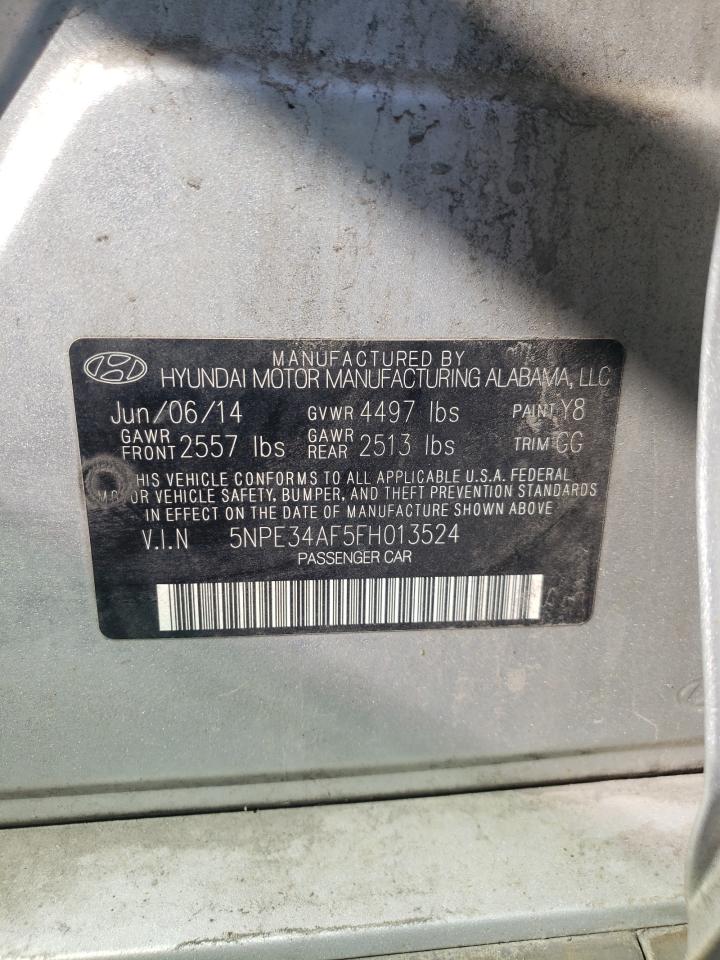 MANUFACTURED BY
HYUNDAI MOTOR MANUFACTURING ALABAMA, LLC
Jun/06/14 GVWR 4497 lbs PAINT Y8
GAWR FRONT 2557 lbs GAWR REAR 2513 lbs TRIM GG
THIS VEHICLE CONFORMS TO ALL APPLICABLE U.S.A. FEDERAL
MOTOR VEHICLE SAFETY, BUMPER, AND THEFT PREVENTION STANDARDS
IN EFFECT ON THE DATE OF MANUFACTURE SHOWN ABOVE
V.I.N 5NPE34AF5FH013524
PASSENGER CAR